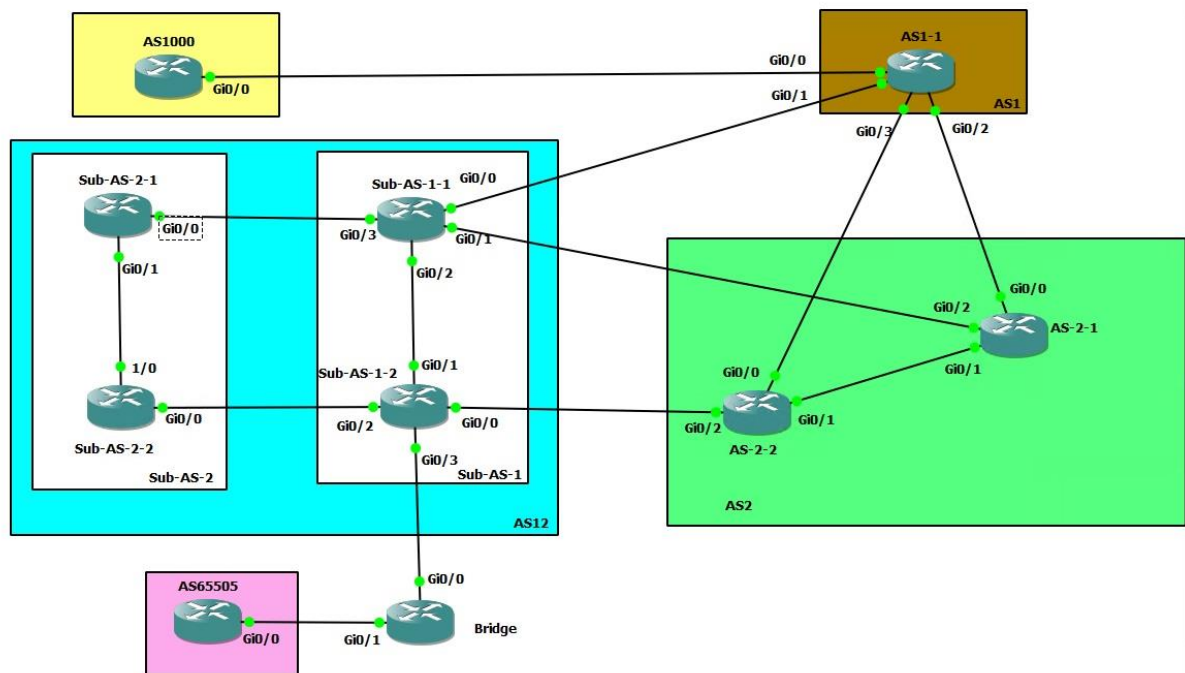 AS1000
Gi0/0
AS1-1
Gi0/0
Gi0/1
AS1
Gi0/3
Gi0/2
Sub-AS-2-1
Gi0/0
Gi0/1
1/0
Gi0/0
Sub-AS-2-2
Sub-AS-2
Sub-AS-1-1
Gi0/0
Gi0/3
Gi0/1
Gi0/2
Gi0/1
Sub-AS-1-2
Gi0/2
Gi0/0
Gi0/3
Sub-AS-1
AS12
Gi0/0
Gi0/2
AS-2-1
Gi0/1
Gi0/0
Gi0/1
Gi0/2
AS-2-2
AS2
AS65505
Gi0/0
Gi0/0
Gi0/1
Bridge